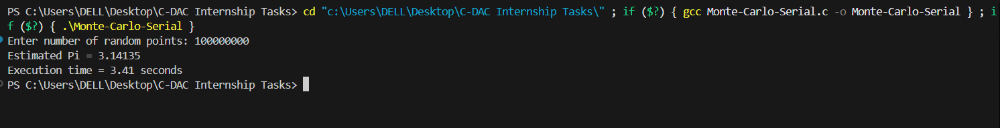 PS C:\Users\DELL\Desktop\C-DAC Internship Tasks> cd "c:\Users\DELL\Desktop\C-DAC Internship Tasks\" ; if ($?) { gcc Monte-Carlo-Serial.c -o Monte-Carlo-Serial } ; i
f ($?) { .\Monte-Carlo-Serial }
Enter number of random points: 100000000
Estimated Pi = 3.14135
Execution time = 3.41 seconds
PS C:\Users\DELL\Desktop\C-DAC Internship Tasks>